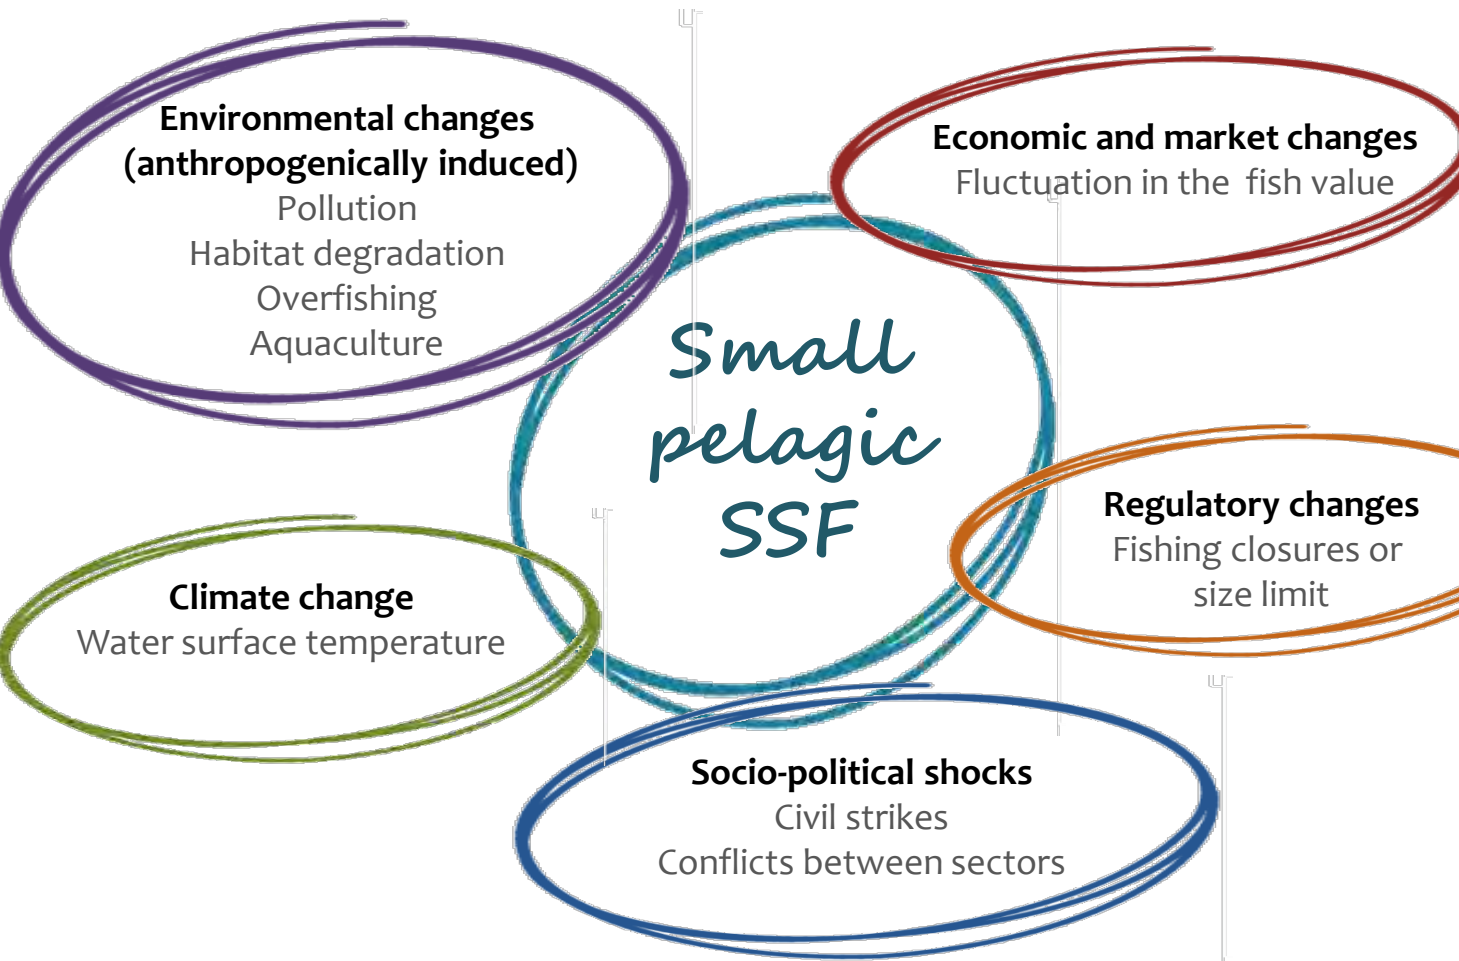 Environmental changes
(anthropogenically induced)
Pollution
Habitat degradation
Overfishing
Aquaculture
Economic and market changes
Fluctuation in the fish value
Small
pelagic
SSF
Regulatory changes
Fishing closures or
size limit
Climate change
Water surface temperature
Socio-political shocks
Civil strikes
Conflicts between sectors